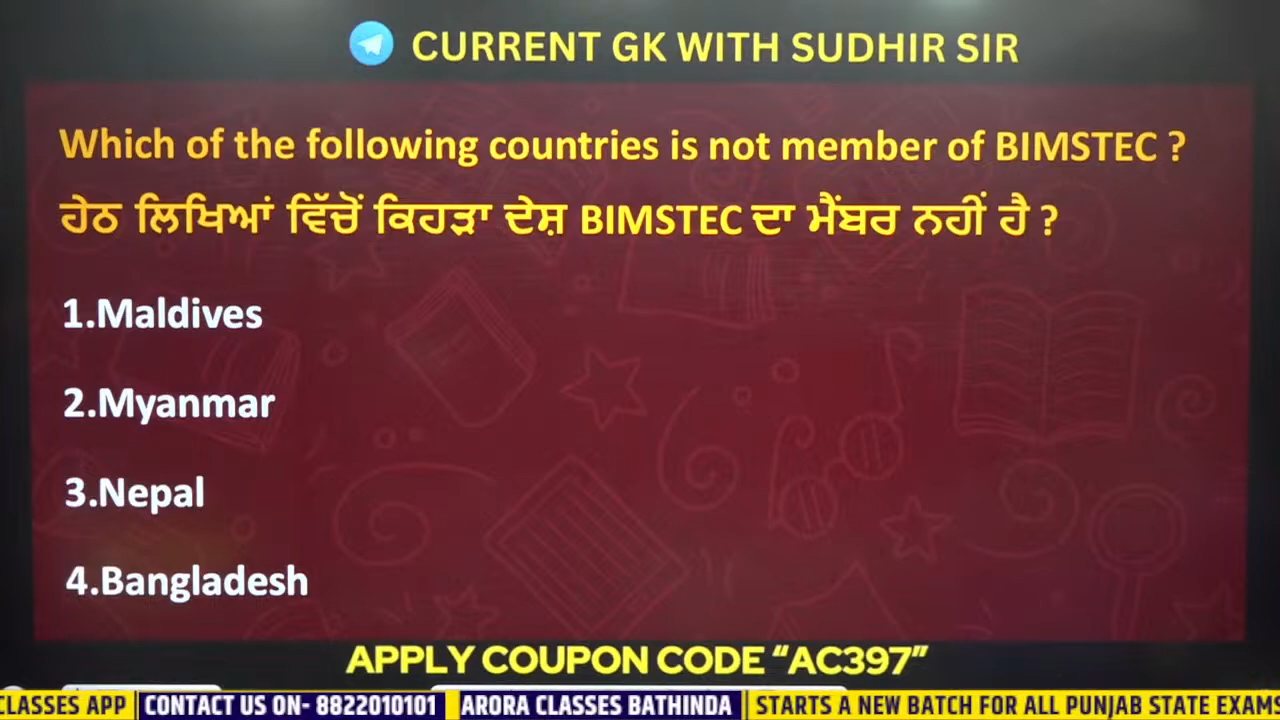 CURRENT GK WITH SUDHIR SIR
Which of the following countries is not member of BIMSTEC ?
ਹੇਠ ਲਿਖਿਆਂ ਵਿੱਚੋਂ ਕਿਹੜਾ ਦੇਸ਼ BIMSTEC ਦਾ ਮੈਂਬਰ ਨਹੀਂ ਹੈ ?
1.Maldives
2.Myanmar
3.Nepal
4.Bangladesh
APPLY COUPON CODE “AC397”
CLASSES APP CONTACT US ON- 8822010101 ARORA CLASSES BATHINDA STARTS A NEW BATCH FOR ALL PUNJAB STATE EXAMS